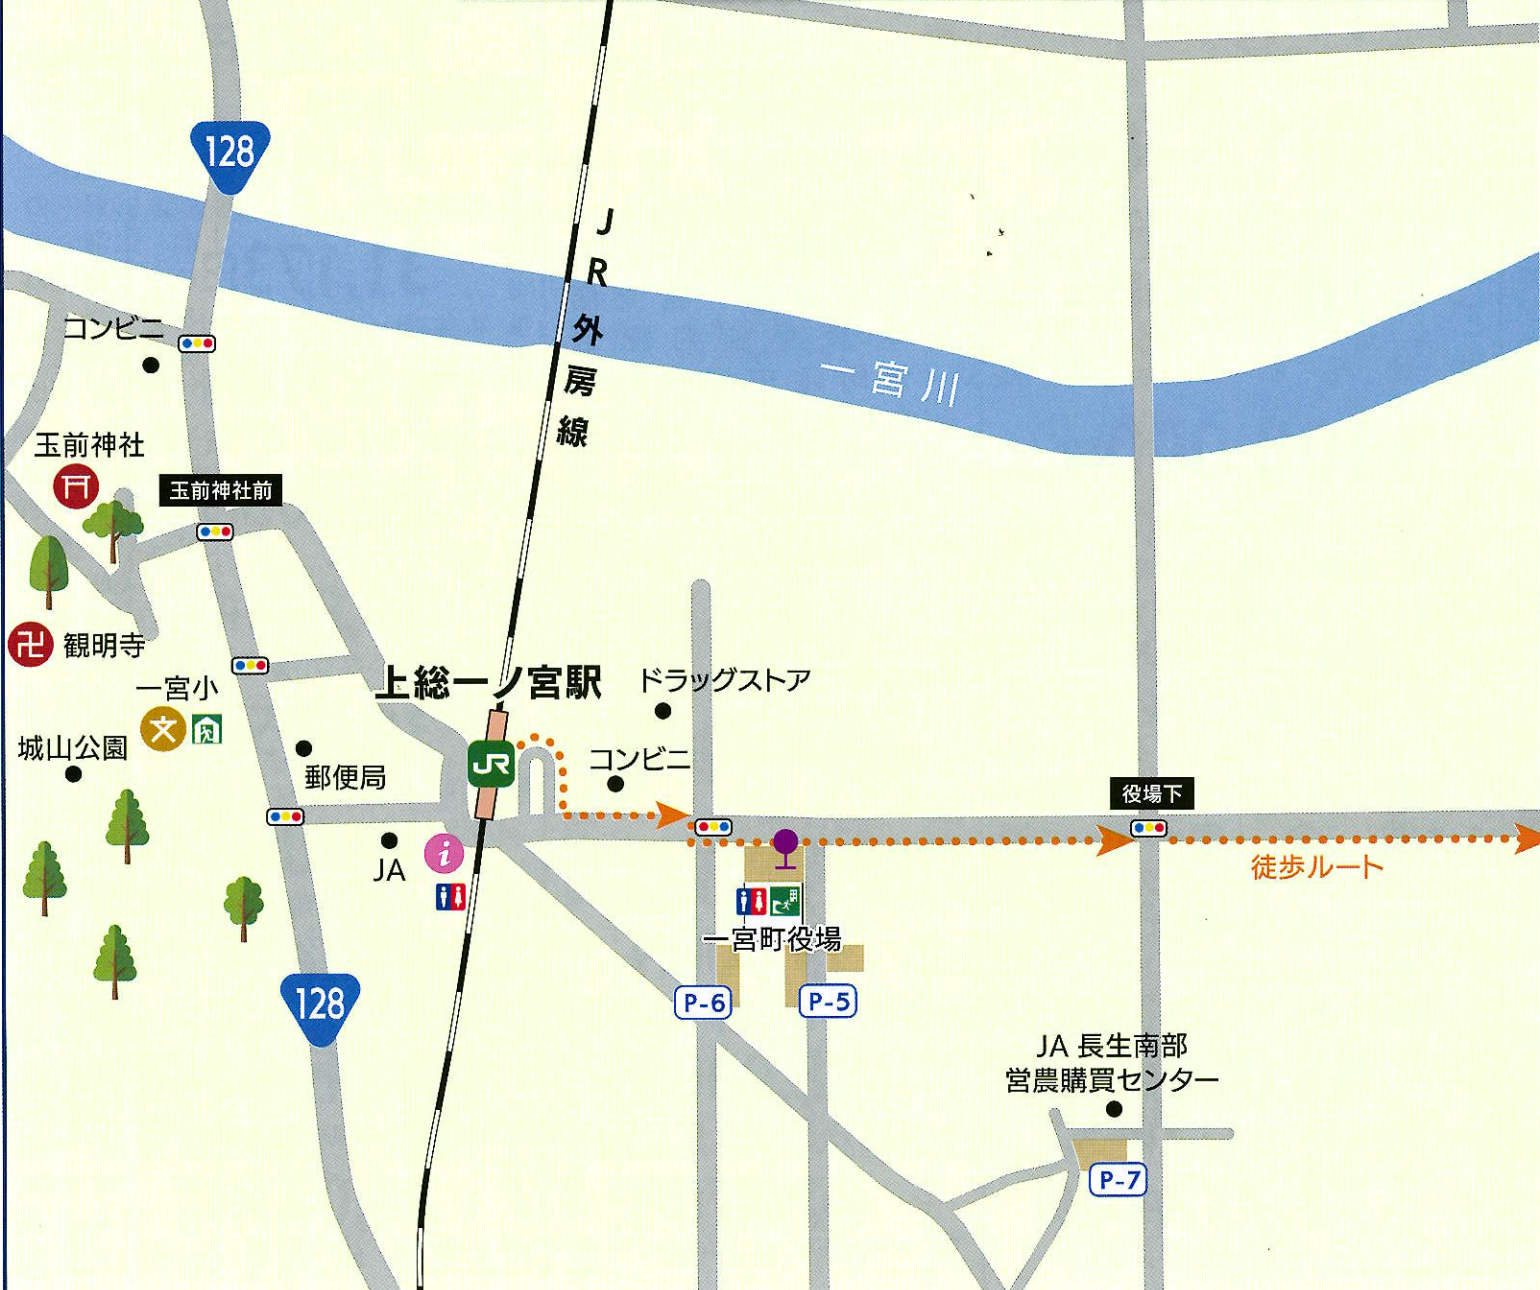 128
JR外房線
一宮川
コンビニ
玉前神社
玉前神社前
観明寺
一宮小
文
城山公園
上総一ノ宮駅
JR
ドラッグストア
コンビニ
郵便局
JA
i
役場下
徒歩ルート
一宮町役場
128
P-6
P-5
JA 長生南部
営農購買センター
P-7